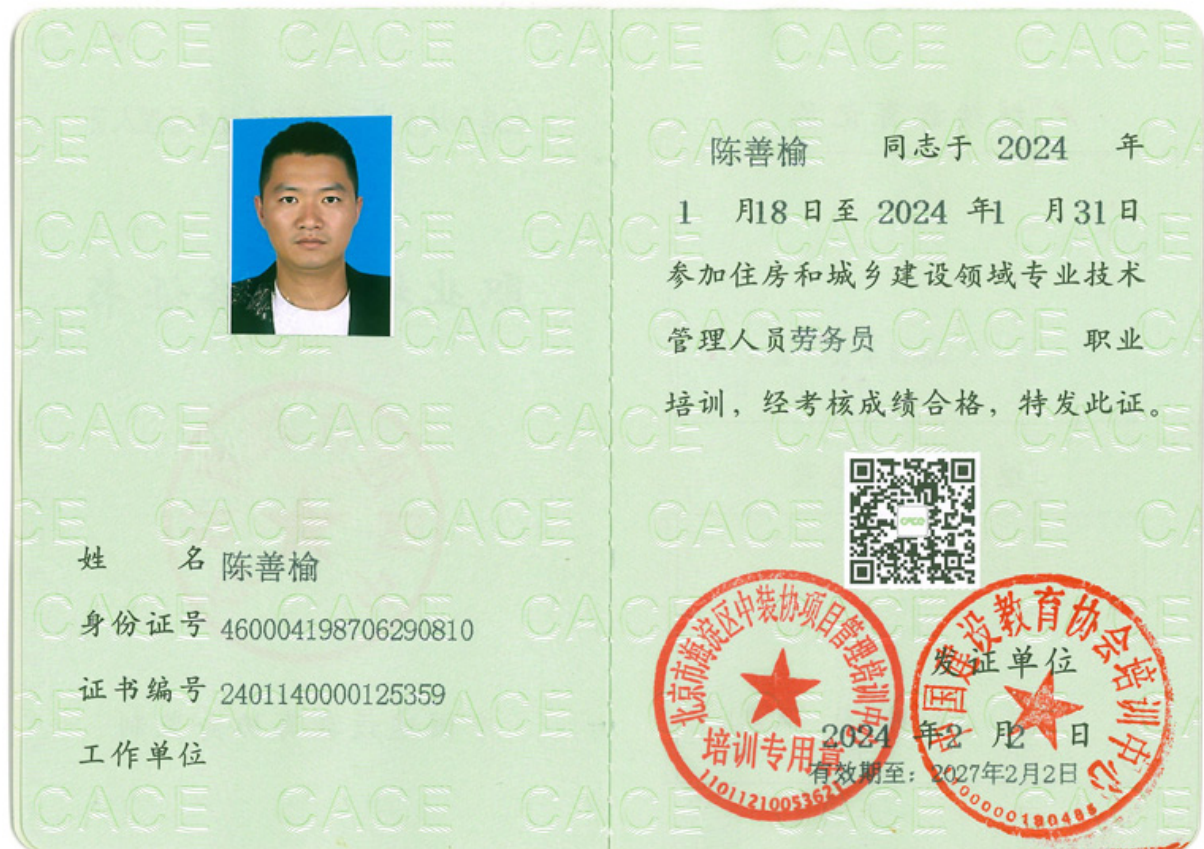 陈善榆 同志于 2024 年
1 月18 日至 2024 年1 月31日
参加住房和城乡建设领域专业技术
管理人员劳务员 职业
培训，经考核成绩合格，特发此证。
姓 名 陈善榆
身份证号 460004198706290810
证书编号 2401140000125359
工作单位
CACE
北京市海淀区中装协项目管理培训中心
培训专用章
中国建设教育协会培训中心
发证单位
2024 年2 月2 日
有效期至：2027年2月2日